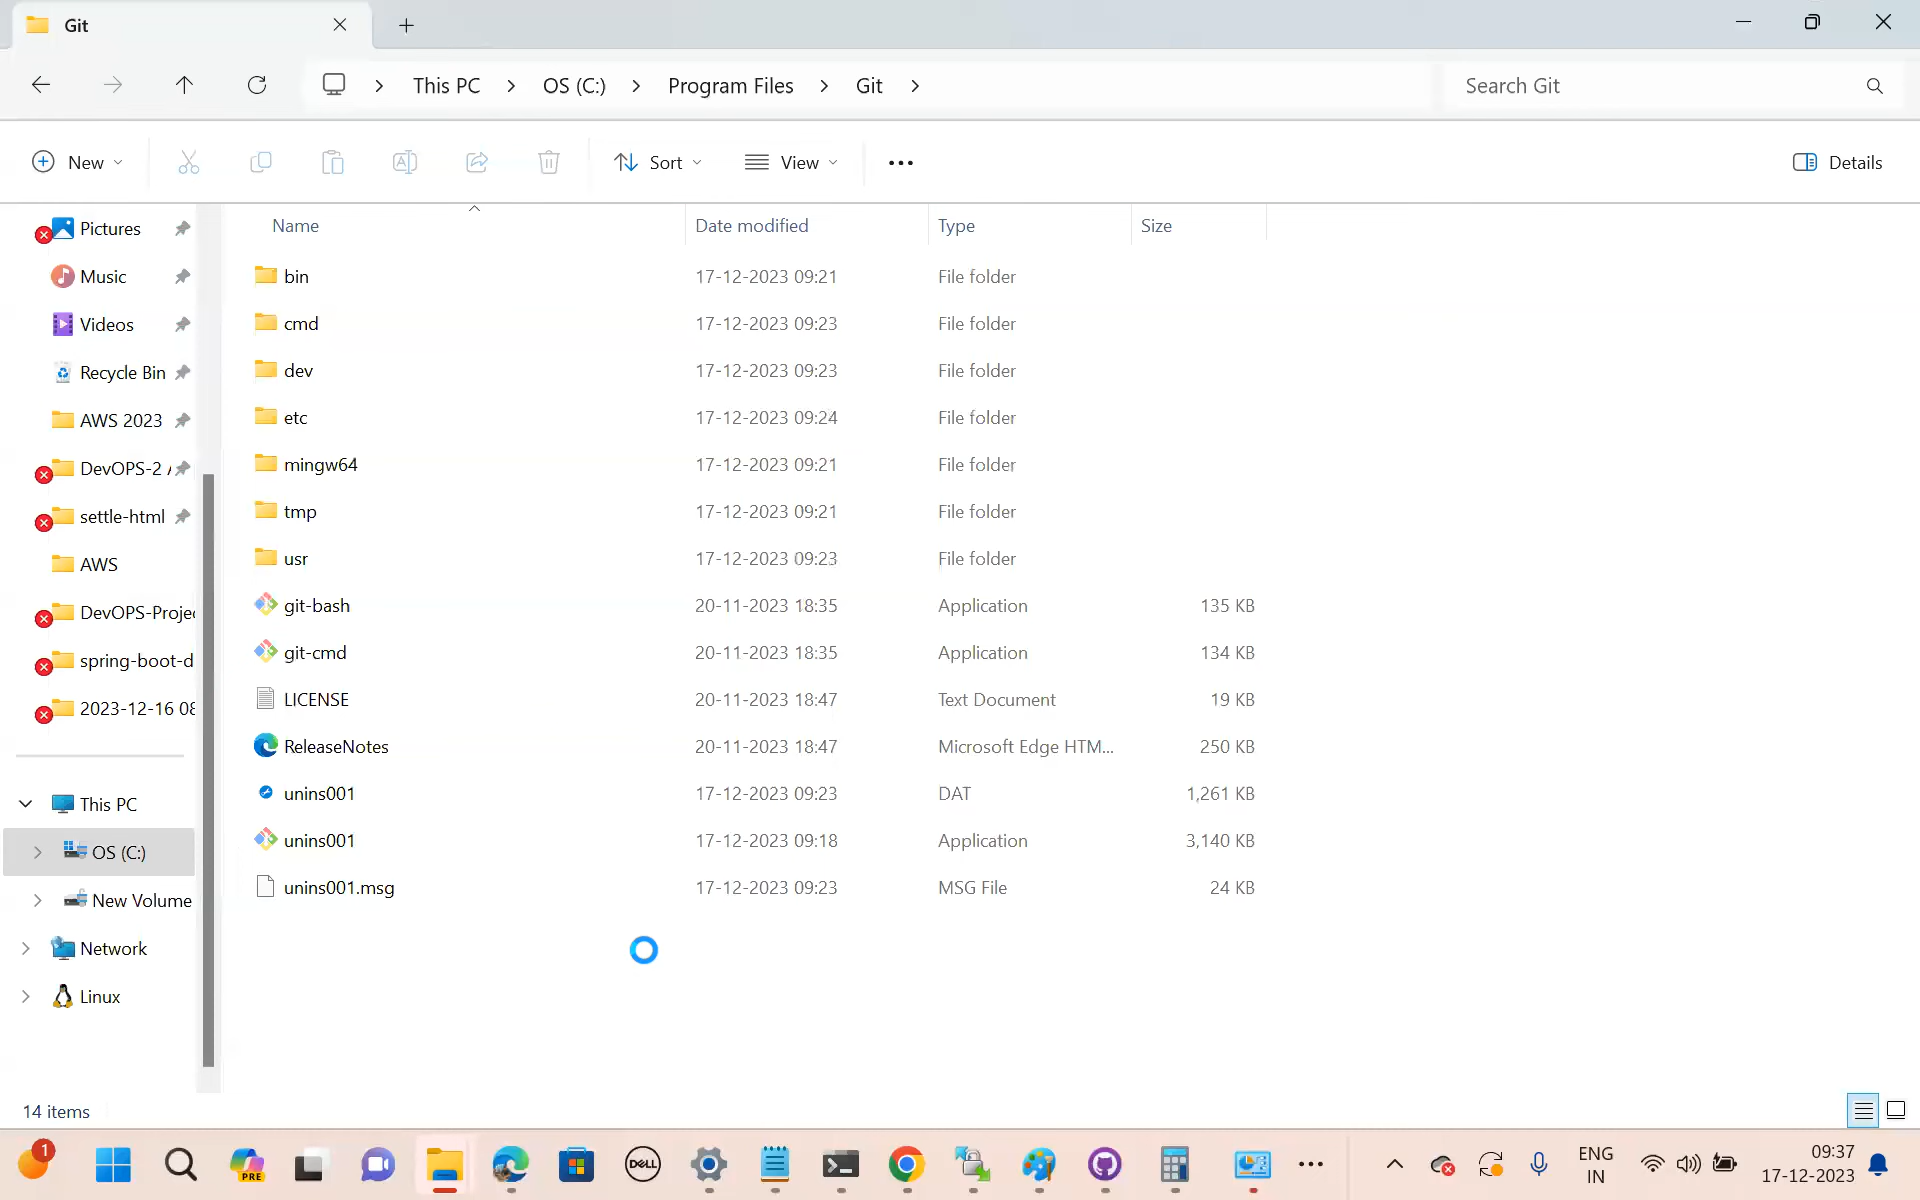 Git
This PC
OS (C:)
Program Files
Git
Search Git
New
Sort
View
Details
Pictures
Music
Videos
Recycle Bin
AWS 2023
DevOPS-2
settle-html
AWS
DevOPS-Projec
spring-boot-d
2023-12-16 08
This PC
OS (C:)
New Volume
Network
Linux
Name Date modified Type Size
bin 17-12-2023 09:21 File folder
cmd 17-12-2023 09:23 File folder
dev 17-12-2023 09:23 File folder
etc 17-12-2023 09:24 File folder
mingw64 17-12-2023 09:21 File folder
tmp 17-12-2023 09:21 File folder
usr 17-12-2023 09:23 File folder
git-bash 20-11-2023 18:35 Application 135 KB
git-cmd 20-11-2023 18:35 Application 134 KB
LICENSE 20-11-2023 18:47 Text Document 19 KB
ReleaseNotes 20-11-2023 18:47 Microsoft Edge HTM... 250 KB
unins001 17-12-2023 09:23 DAT 1,261 KB
unins001 17-12-2023 09:18 Application 3,140 KB
unins001.msg 17-12-2023 09:23 MSG File 24 KB
14 items
1
PRE
DELL
ENG
IN
09:37
17-12-2023